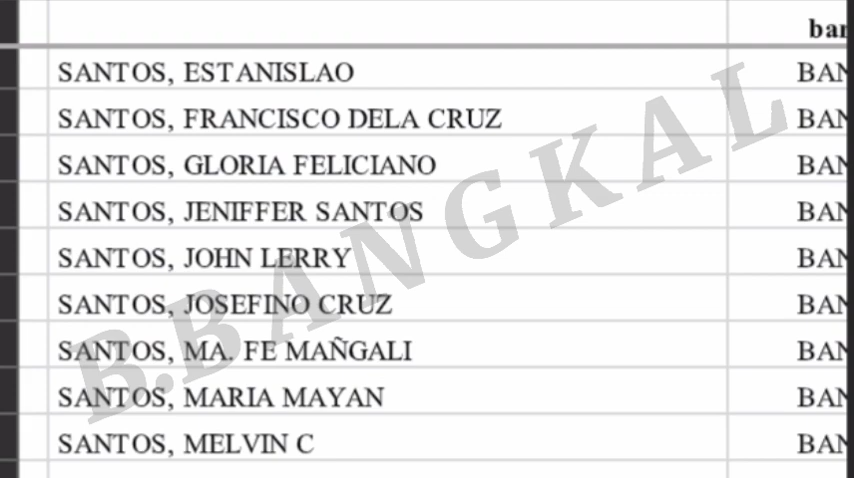 bar
SANTOS, ESTANISLAO BAN
SANTOS, FRANCISCO DELA CRUZ BAN
SANTOS, GLORIA FELICIANO BAN
SANTOS, JENIFFER SANTOS BAN
SANTOS, JOHN LERRY BAN
SANTOS, JOSEFINO CRUZ BAN
SANTOS, MA. FE MAÑGALI BAN
SANTOS, MARIA MAYAN BAN
SANTOS, MELVIN C BAN
B.BANGKAL